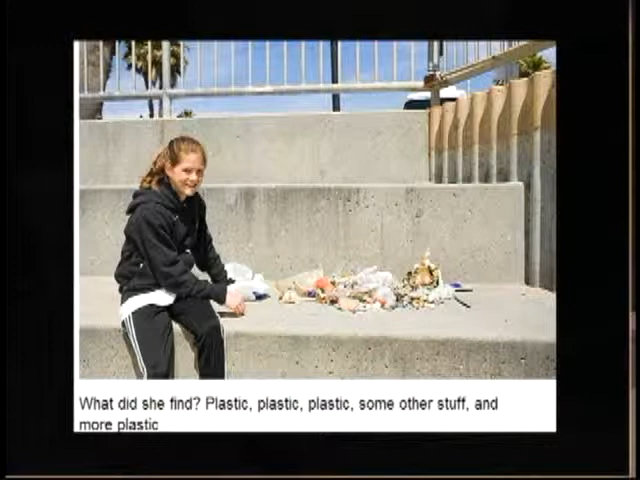 What did she find? Plastic, plastic, plastic, some other stuff, and
more plastic